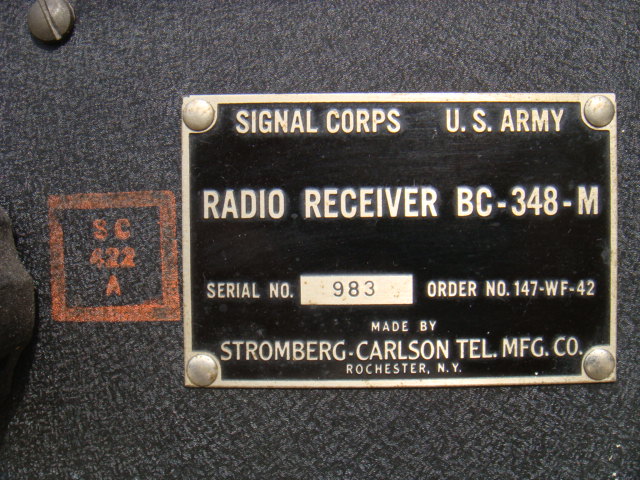 SIGNAL CORPS U. S. ARMY
RADIO RECEIVER BC-348-M
SERIAL NO. 983 ORDER NO. 147-WF-42
MADE BY
STROMBERG-CARLSON TEL. MFG. CO.
ROCHESTER, N.Y.
SC
422
A